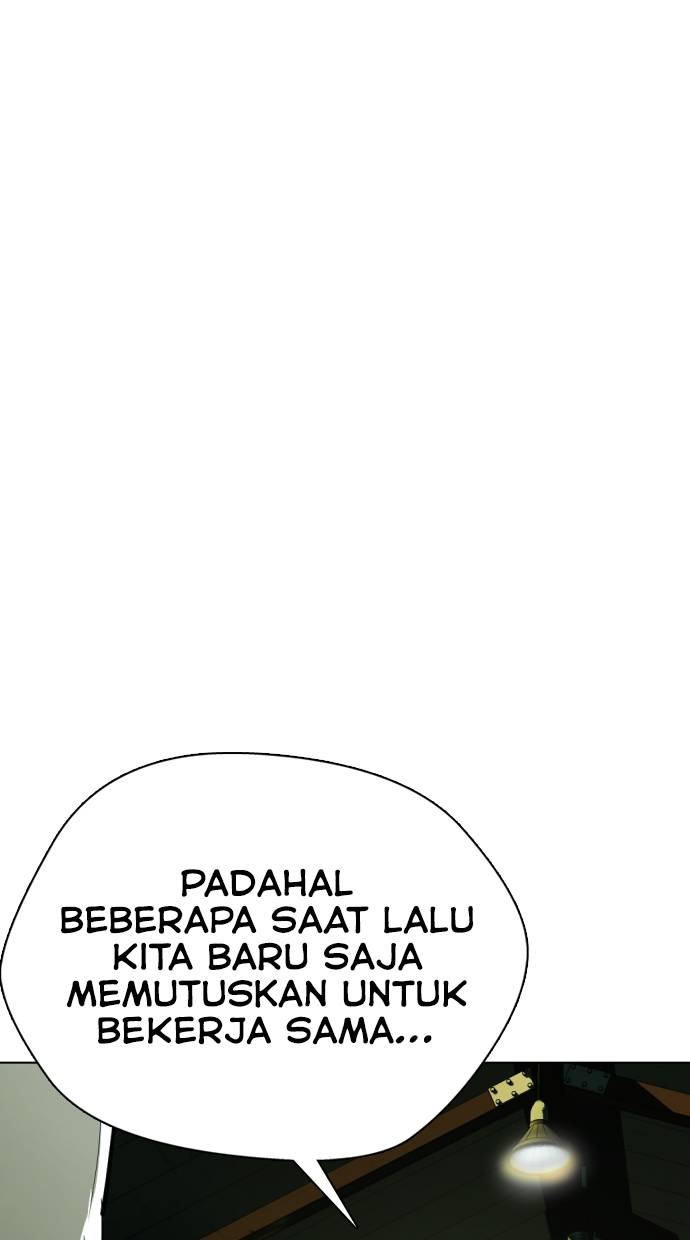 PADAHAL
BEBERAPA SAAT LALU
KITA BARU SAJA
MEMUTUSKAN UNTUK
BEKERJA SAMA...